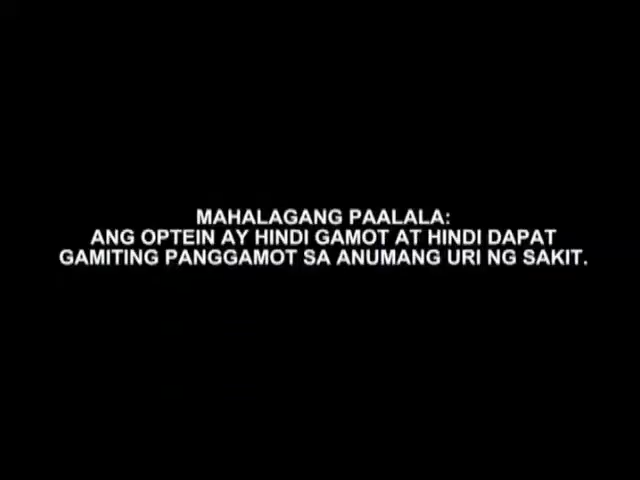 MAHALAGANG PAALALA:
ANG OPTEIN AY HINDI GAMOT AT HINDI DAPAT
GAMITING PANGGAMOT SA ANUMANG URI NG SAKIT.